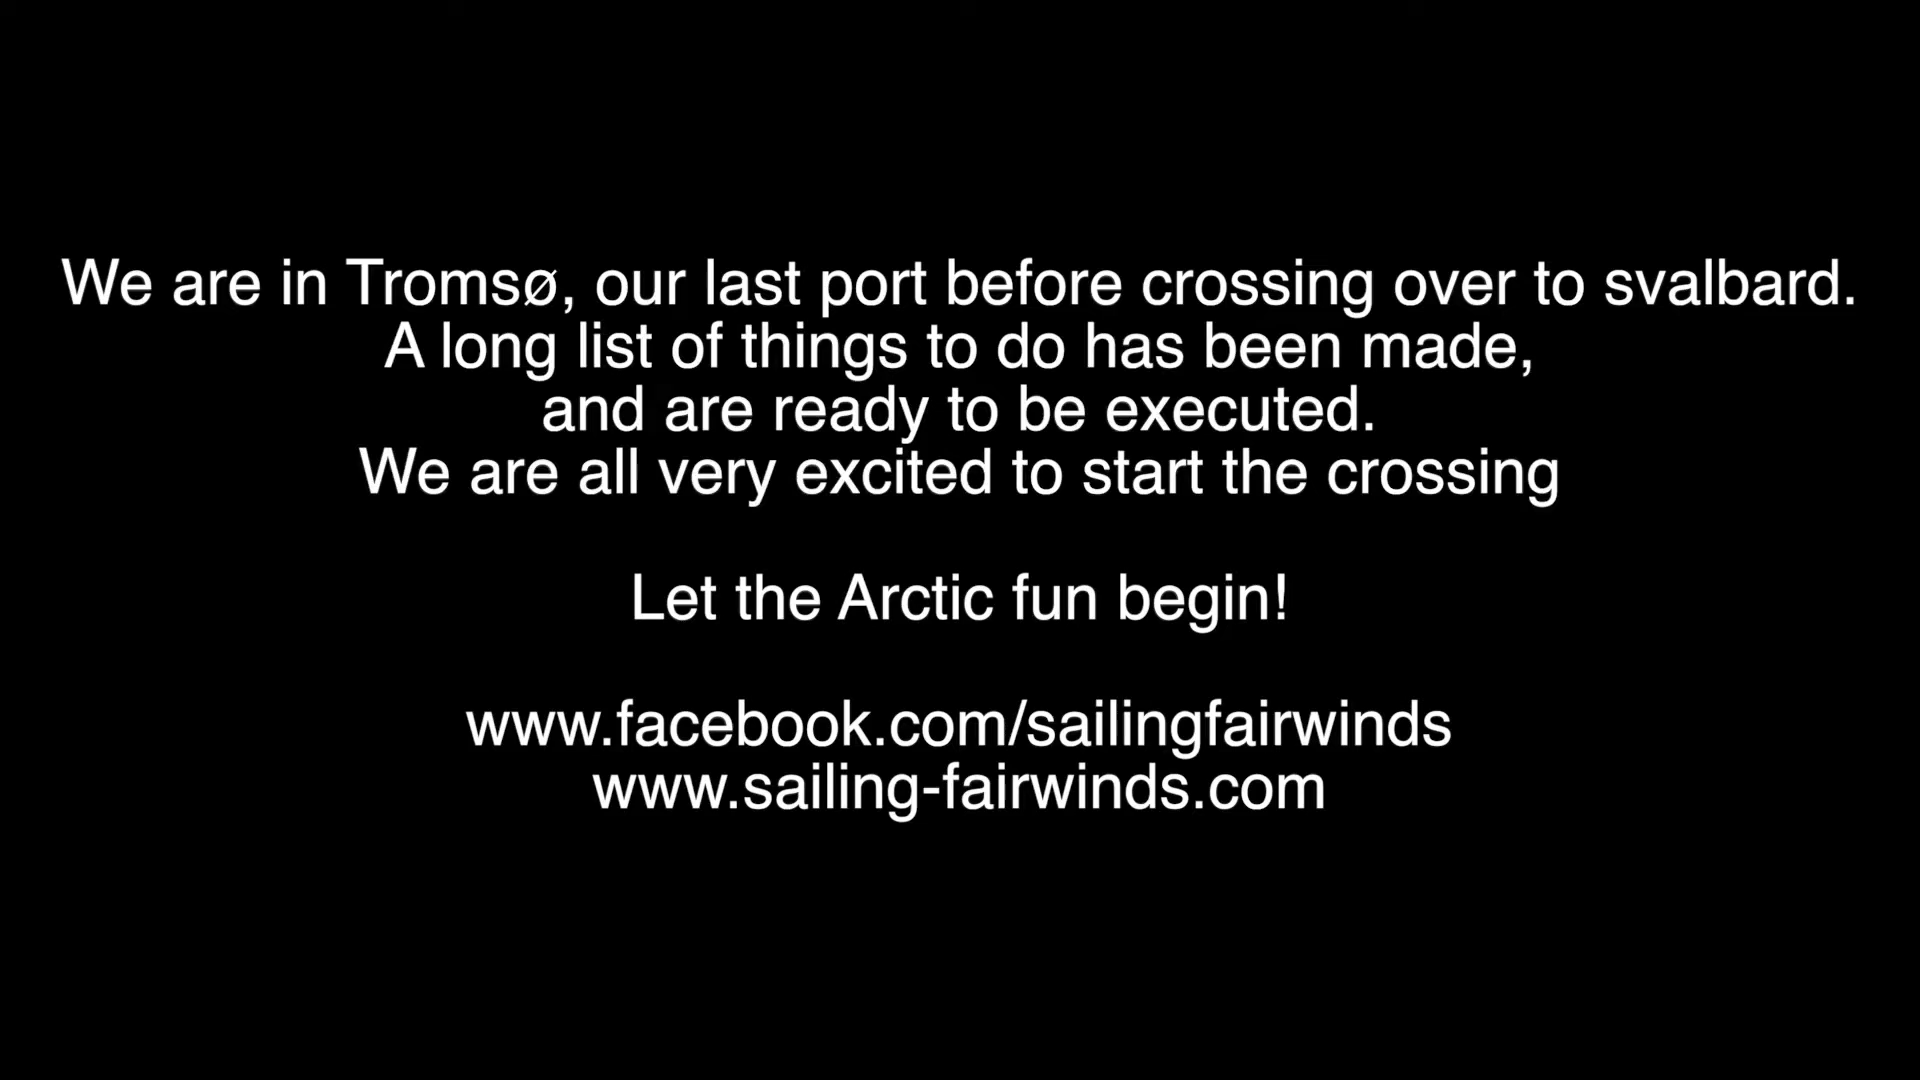 We are in Tromsø, our last port before crossing over to svalbard.
A long list of things to do has been made,
and are ready to be executed.
We are all very excited to start the crossing
Let the Arctic fun begin!
www.facebook.com/sailingfairwinds
www.sailing-fairwinds.com